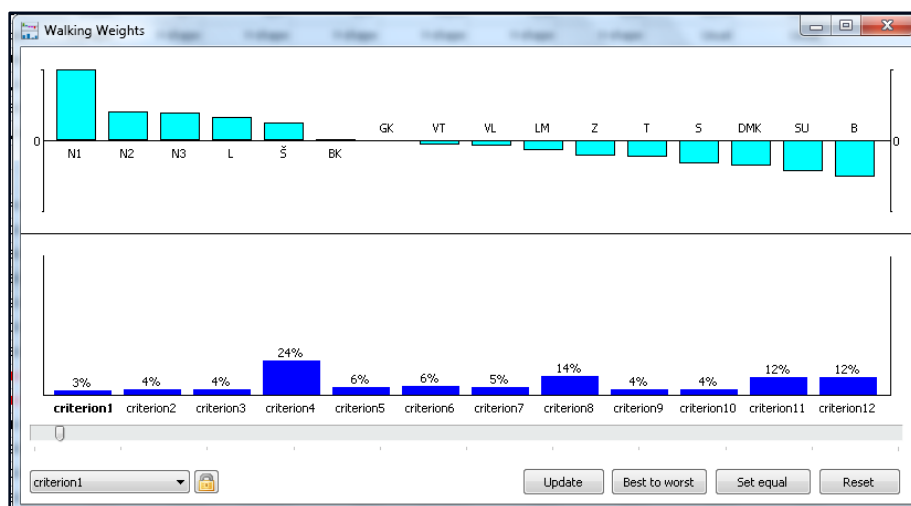 Walking Weights
GK VT VL LM Z T S DMK SU B
0 0
N1 N2 N3 L Š BK
3% 4% 4% 24% 6% 6% 5% 14% 4% 4% 12% 12%
criterion1 criterion2 criterion3 criterion4 criterion5 criterion6 criterion7 criterion8 criterion9 criterion10 criterion11 criterion12
criterion1 Update Best to worst Set equal Reset